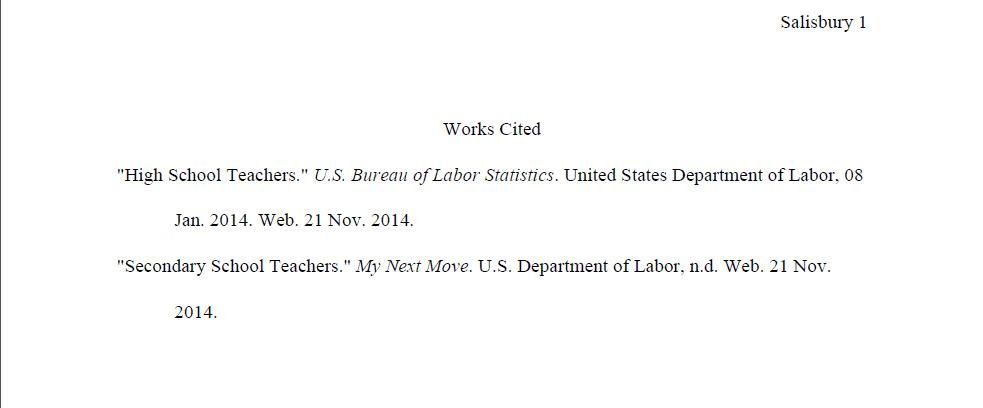 Salisbury 1
Works Cited
"High School Teachers." U.S. Bureau of Labor Statistics. United States Department of Labor, 08
Jan. 2014. Web. 21 Nov. 2014.
"Secondary School Teachers." My Next Move. U.S. Department of Labor, n.d. Web. 21 Nov.
2014.